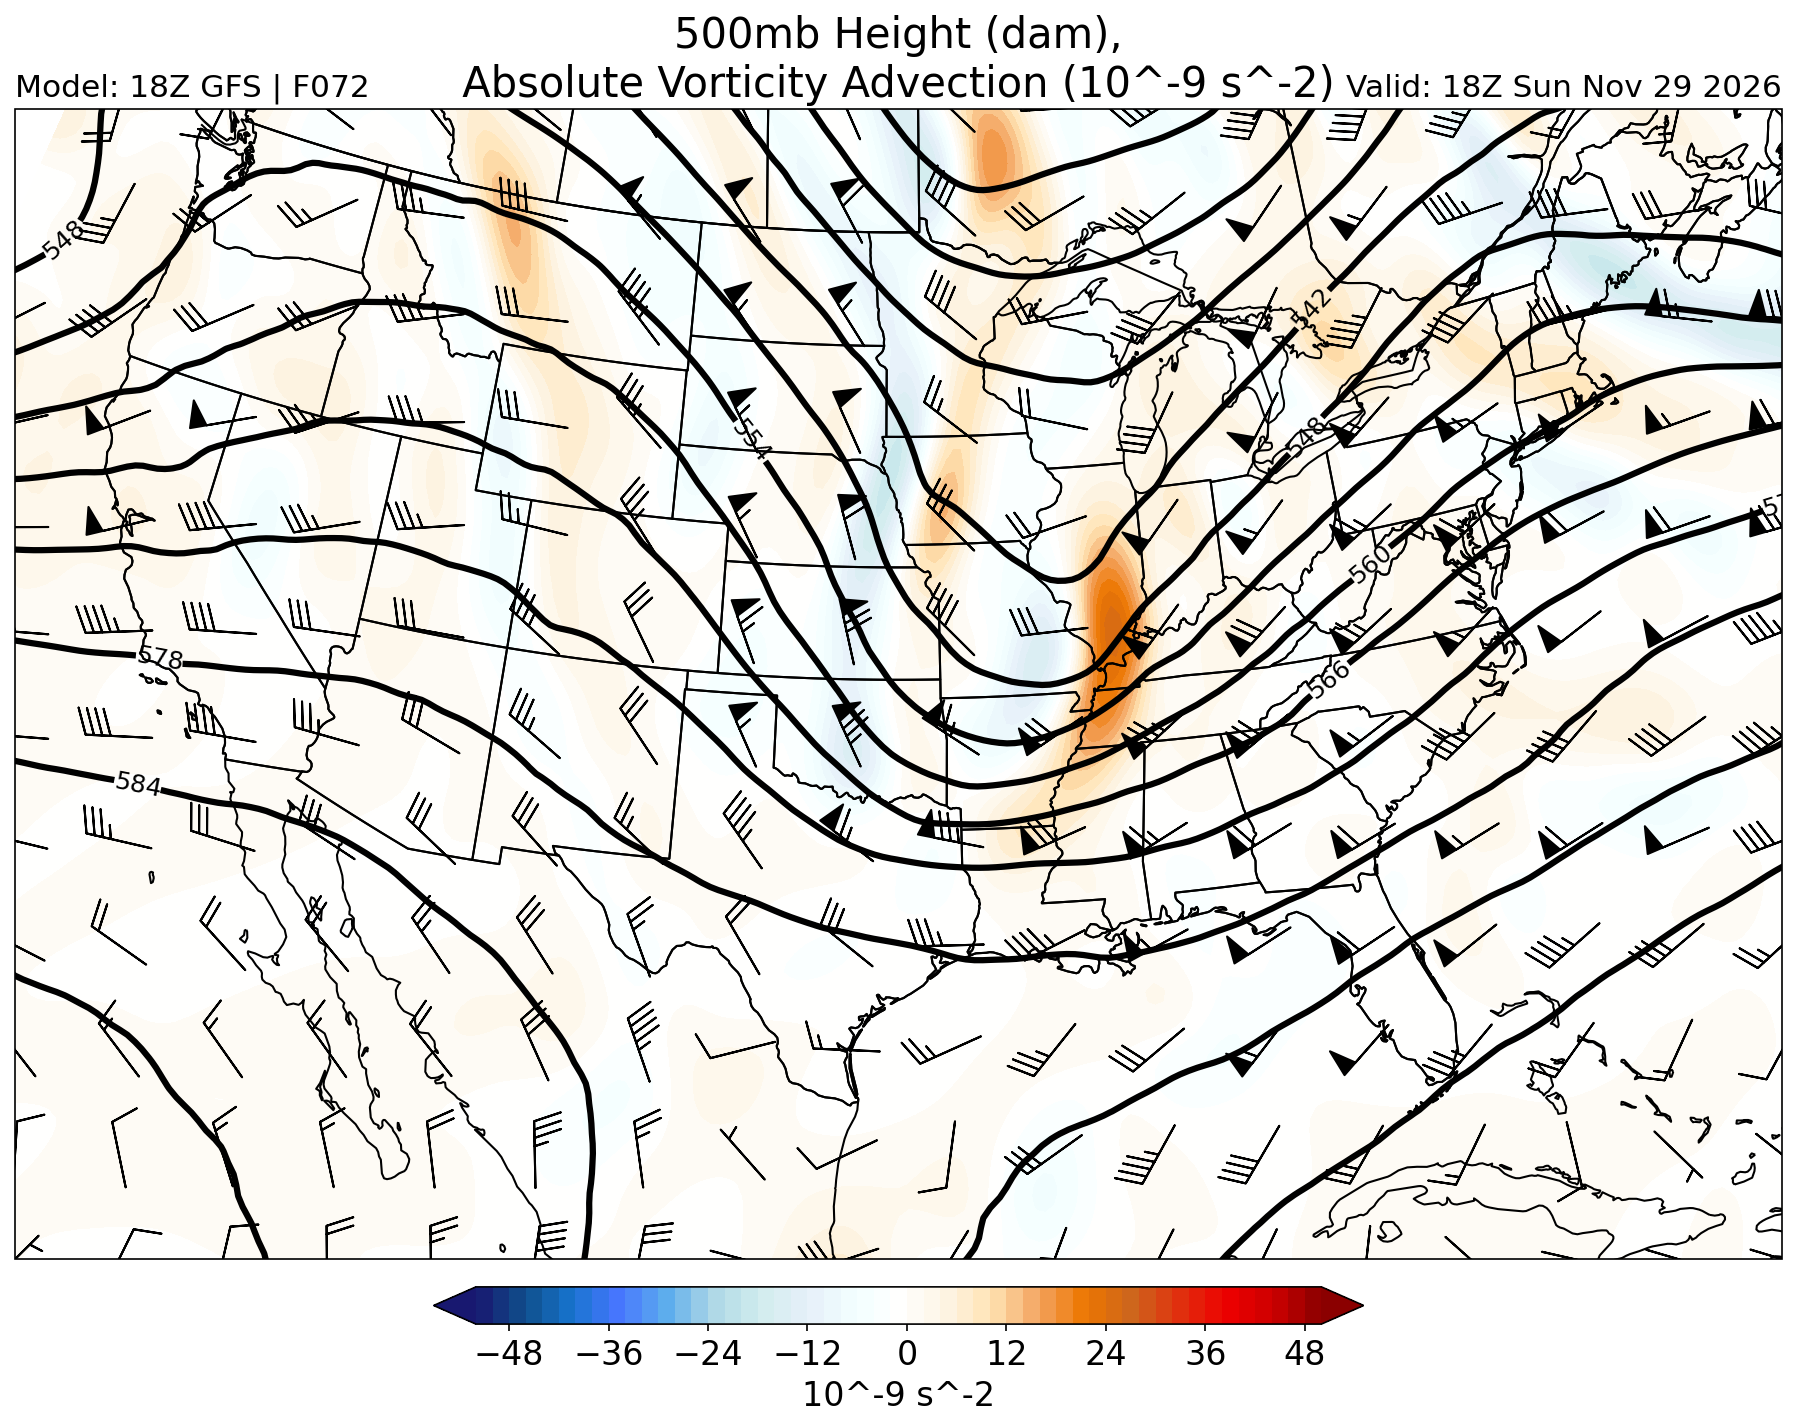 500mb Height (dam),
Model: 18Z GFS | F072
Absolute Vorticity Advection (10^-9 s^-2)
Valid: 18Z Sun Nov 29 2026
548
542
548
554
560
566
578
584
−48 −36 −24 −12 0 12 24 36 48
10^-9 s^-2